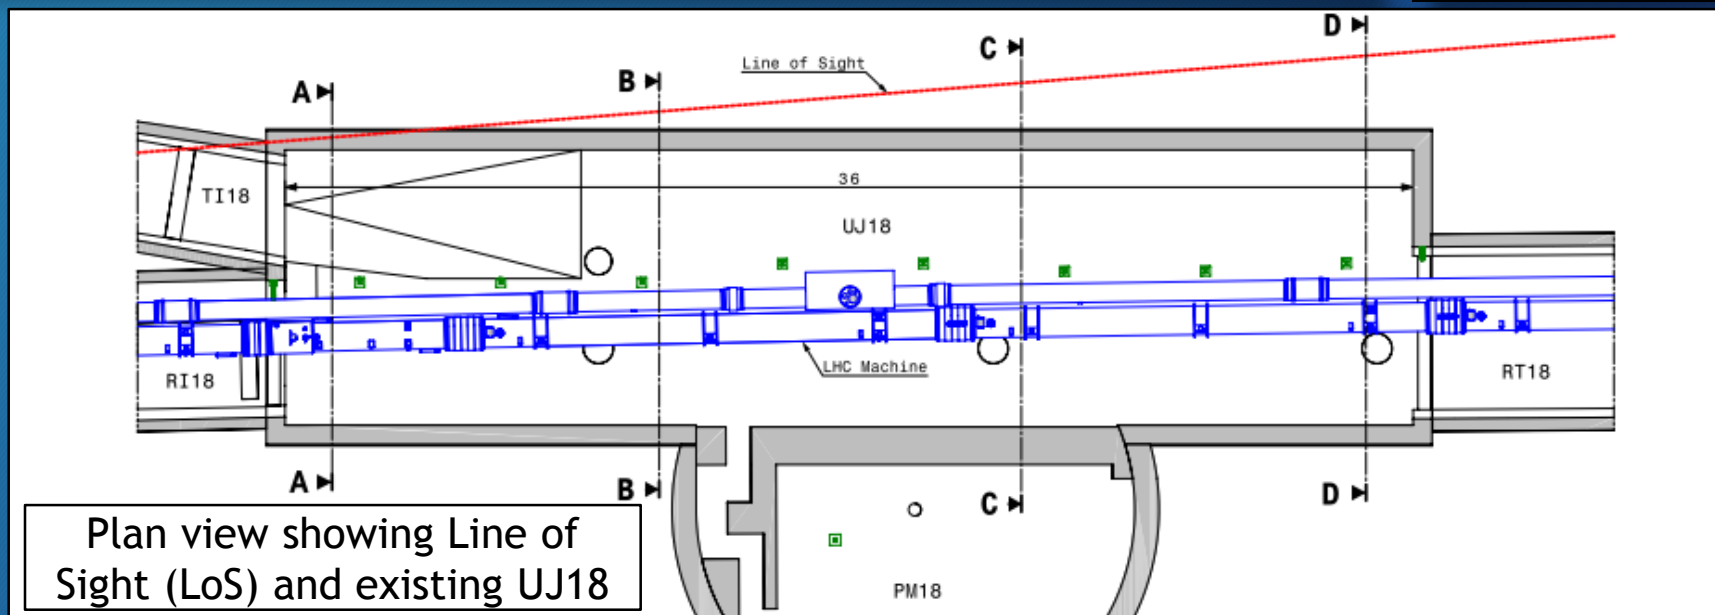 D
C
Line of Sight
B
A
TI18
36
UJ18
LHC Machine
RI18
RT18
A
B
C
D
PM18
Plan view showing Line of
Sight (LoS) and existing UJ18